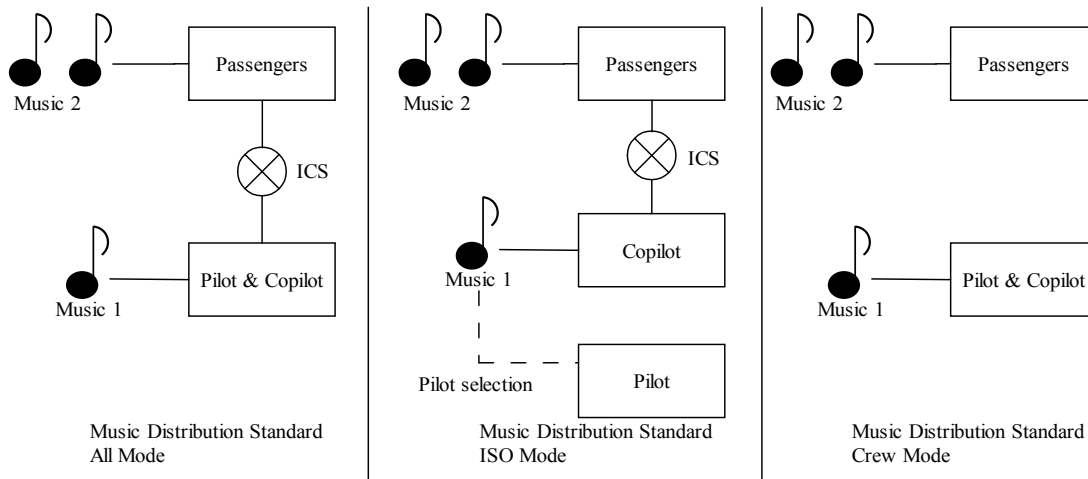 Passengers
Music 2
ICS
Pilot & Copilot
Music 1
Music Distribution Standard
All Mode
Passengers
Music 2
ICS
Copilot
Music 1
Pilot selection
Pilot
Music Distribution Standard
ISO Mode
Passengers
Music 2
Pilot & Copilot
Music 1
Music Distribution Standard
Crew Mode